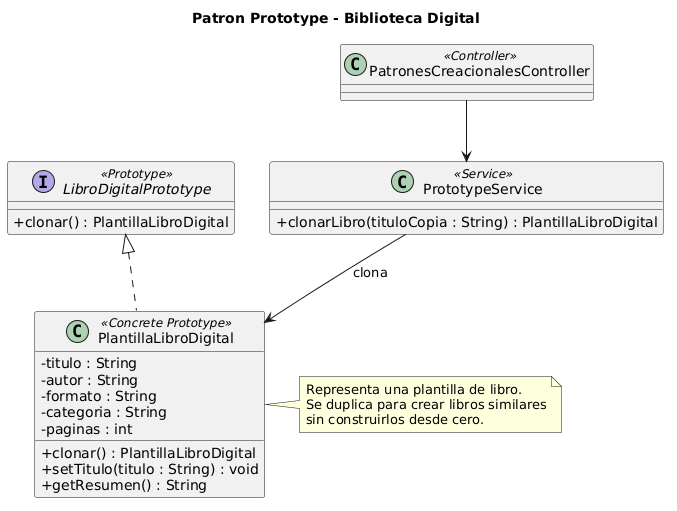 Patron Prototype - Biblioteca Digital
C
«Controller»
PatronesCreacionalesController
I
«Prototype»
LibroDigitalPrototype
+clonar() : PlantillaLibroDigital
C
«Service»
PrototypeService
+clonarLibro(tituloCopia : String) : PlantillaLibroDigital
clona
C
«Concrete Prototype»
PlantillaLibroDigital
-titulo : String
-autor : String
-formato : String
-categoria : String
-paginas : int
+clonar() : PlantillaLibroDigital
+setTitulo(titulo : String) : void
+getResumen() : String
Representa una plantilla de libro.
Se duplica para crear libros similares
sin construirlos desde cero.